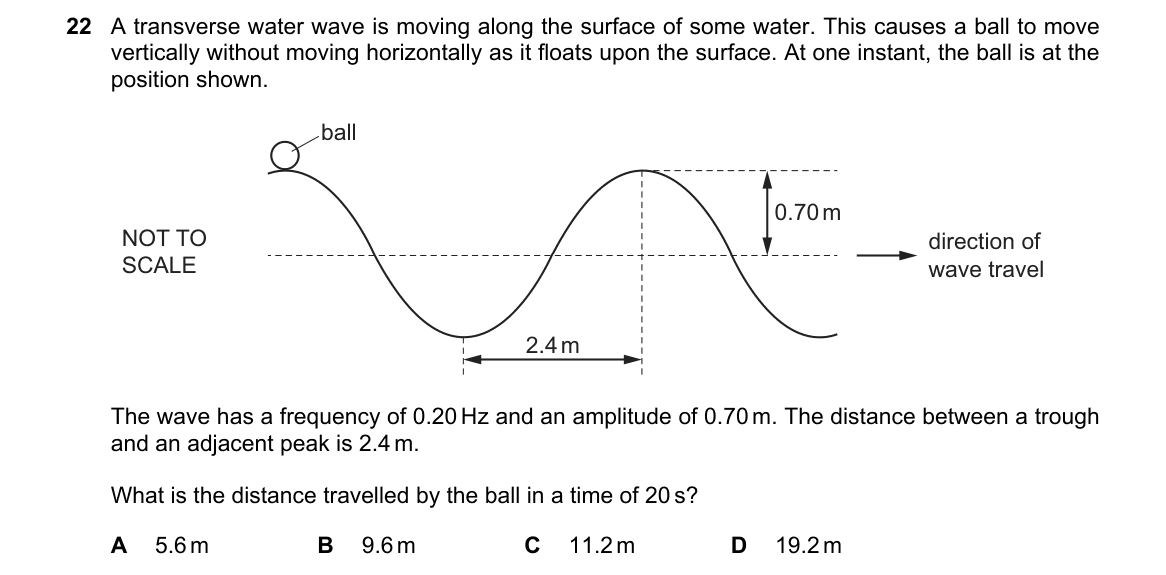 22 A transverse water wave is moving along the surface of some water. This causes a ball to move
vertically without moving horizontally as it floats upon the surface. At one instant, the ball is at the
position shown.
ball
0.70 m
NOT TO
SCALE
direction of
wave travel
2.4 m
The wave has a frequency of 0.20 Hz and an amplitude of 0.70 m. The distance between a trough
and an adjacent peak is 2.4 m.
What is the distance travelled by the ball in a time of 20 s?
A 5.6 m B 9.6 m C 11.2 m D 19.2 m